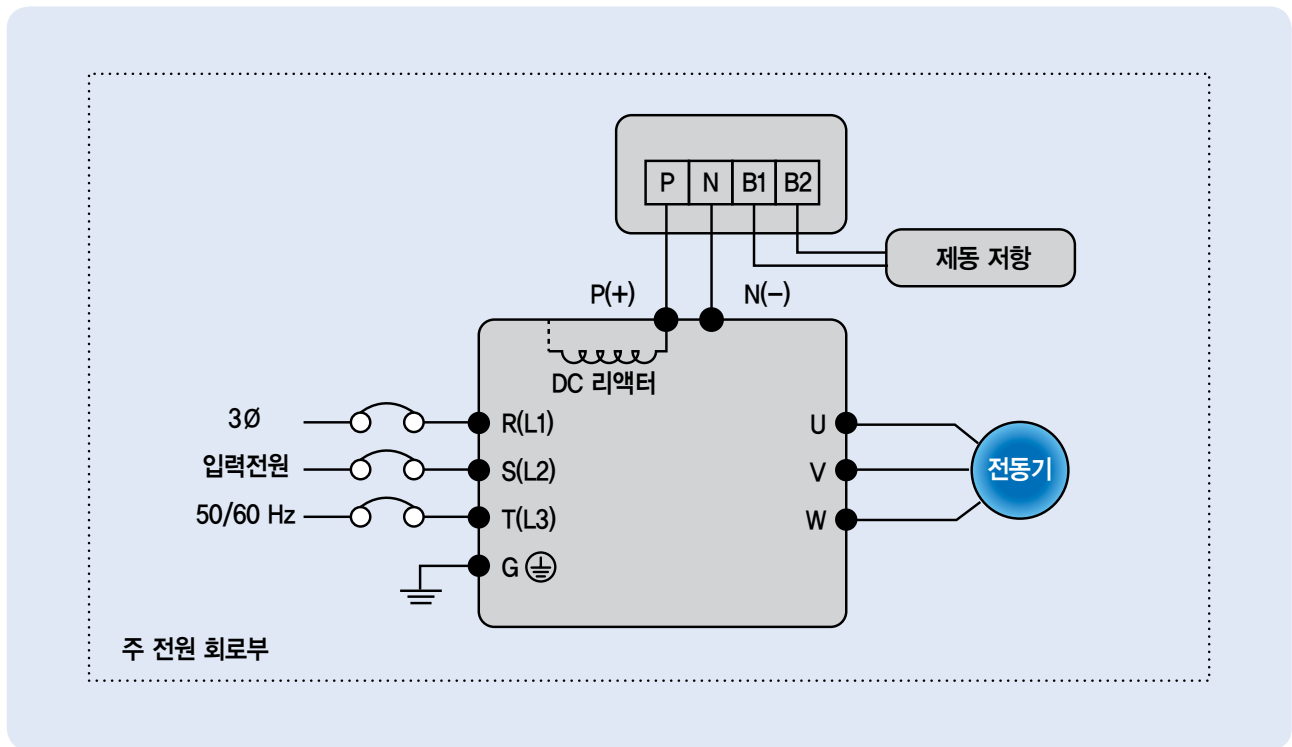 P N B1 B2
제동 저항
P(+) N(−)
DC 리액터
3Ø
R(L1)
U
입력전원
S(L2)
V
전동기
50/60 Hz
T(L3)
W
G
주 전원 회로부